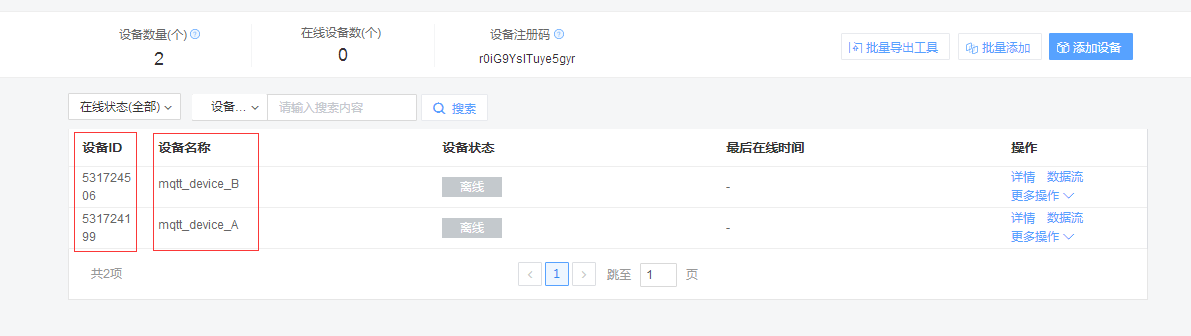 设备数量(个)
2
在线设备数(个)
0
设备注册码
r0iG9YsITuye5gyr
批量导出工具
批量添加
添加设备
在线状态(全部)
设备...
请输入搜索内容
搜索
设备ID 设备名称 设备状态 最后在线时间 操作
531724506
mqtt_device_B
离线
-
详情 数据流
更多操作
531724199
mqtt_device_A
离线
-
详情 数据流
更多操作
共2项
1
跳至 1 页